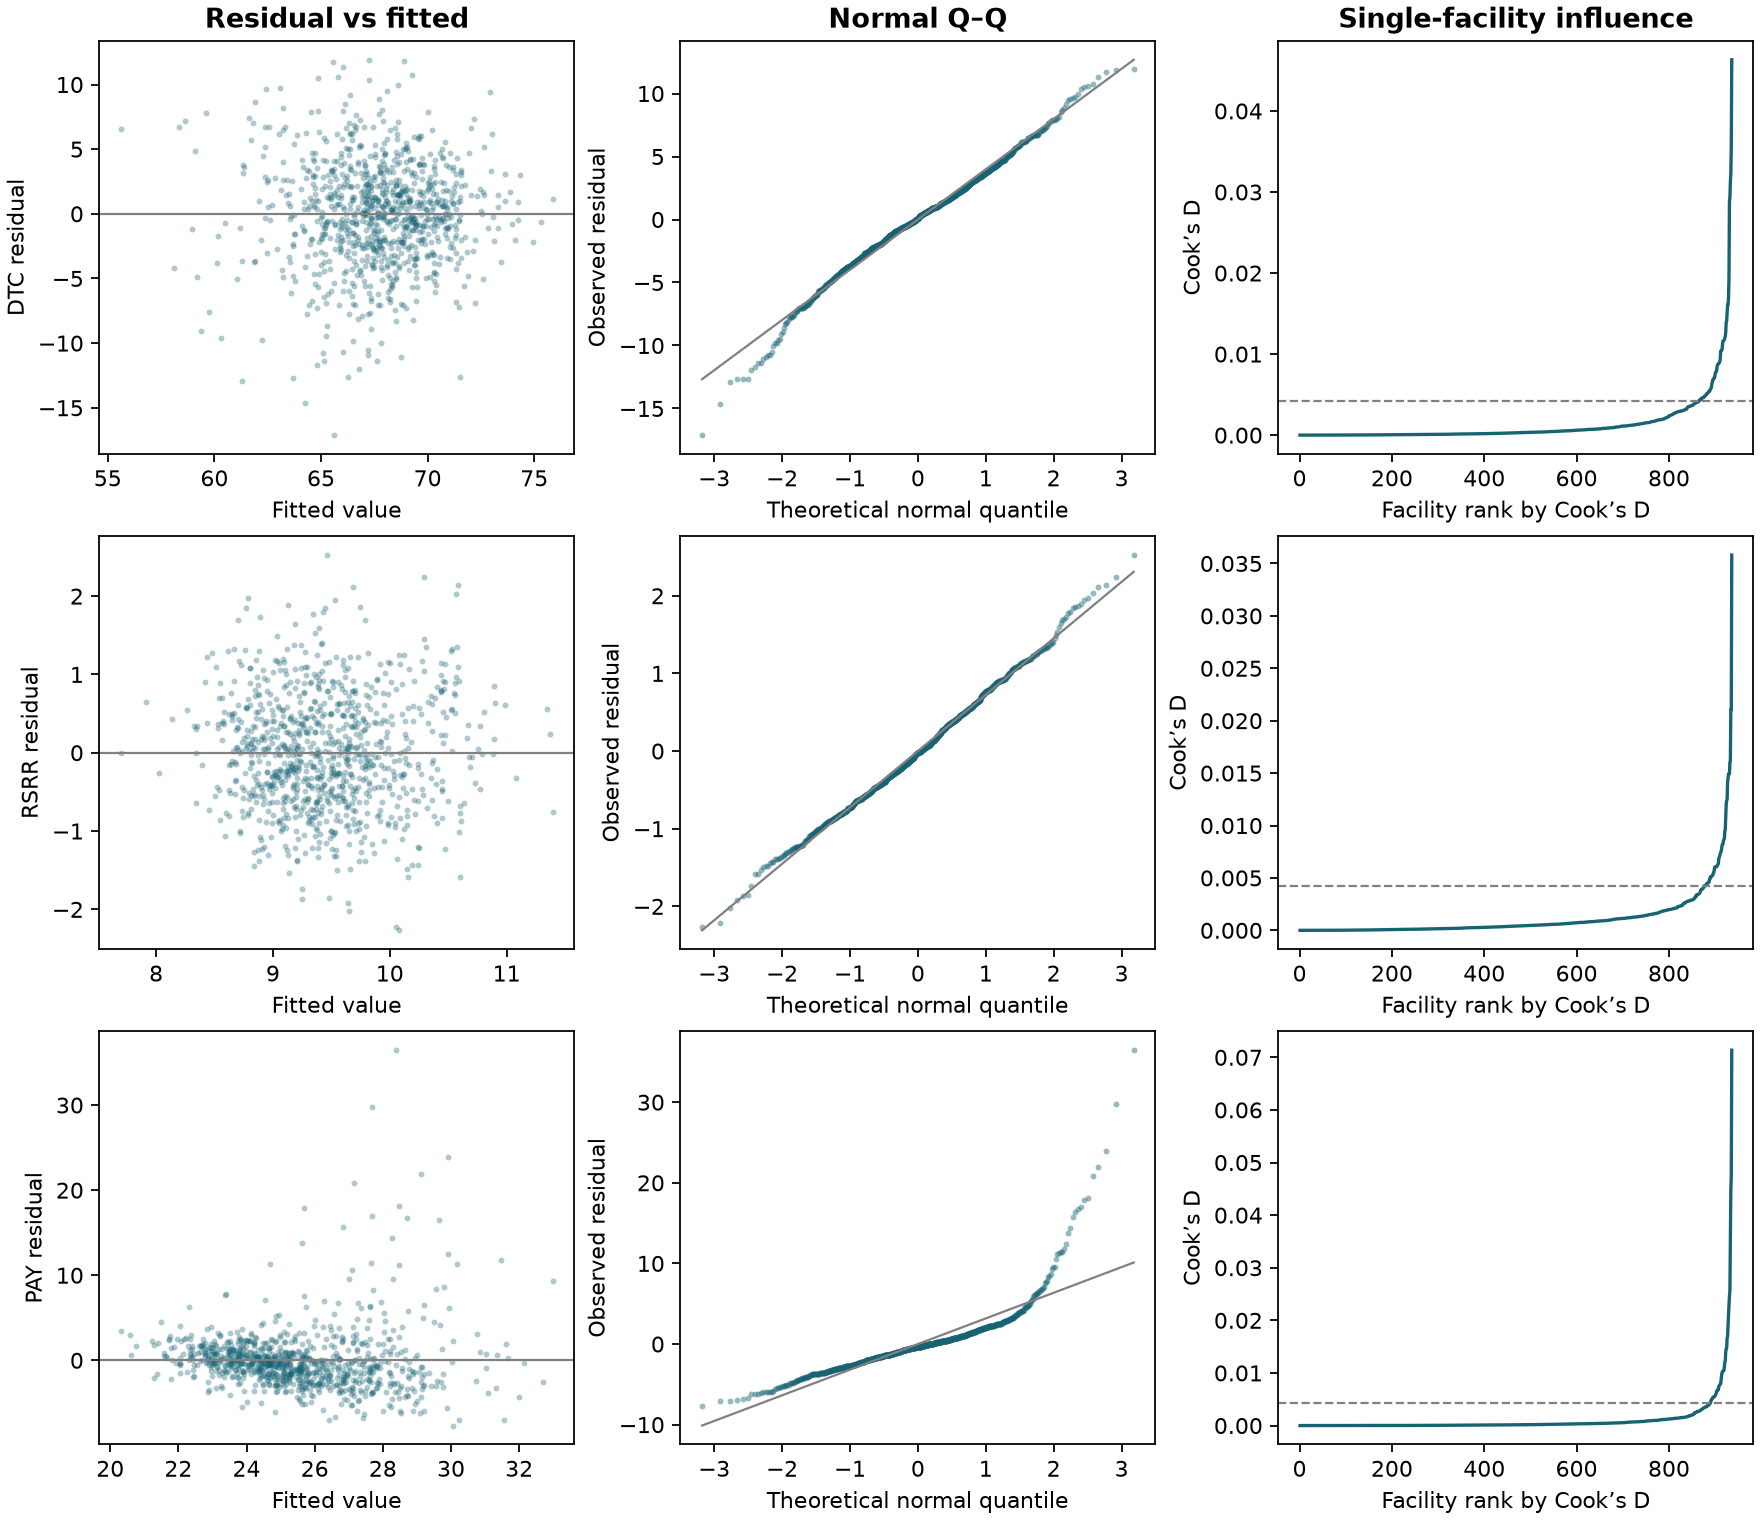 Residual vs fitted
Normal Q–Q
Single-facility influence
DTC residual
10
5
0
−5
−10
−15
55 60 65 70 75
Fitted value
Observed residual
10
5
0
−5
−10
−15
−3 −2 −1 0 1 2 3
Theoretical normal quantile
Cook’s D
0.04
0.03
0.02
0.01
0.00
0 200 400 600 800
Facility rank by Cook’s D
RSRR residual
2
1
0
−1
−2
8 9 10 11
Fitted value
Observed residual
2
1
0
−1
−2
−3 −2 −1 0 1 2 3
Theoretical normal quantile
Cook’s D
0.035
0.030
0.025
0.020
0.015
0.010
0.005
0.000
0 200 400 600 800
Facility rank by Cook’s D
PAY residual
30
20
10
0
20 22 24 26 28 30 32
Fitted value
Observed residual
30
20
10
0
−10
−3 −2 −1 0 1 2 3
Theoretical normal quantile
Cook’s D
0.07
0.06
0.05
0.04
0.03
0.02
0.01
0.00
0 200 400 600 800
Facility rank by Cook’s D